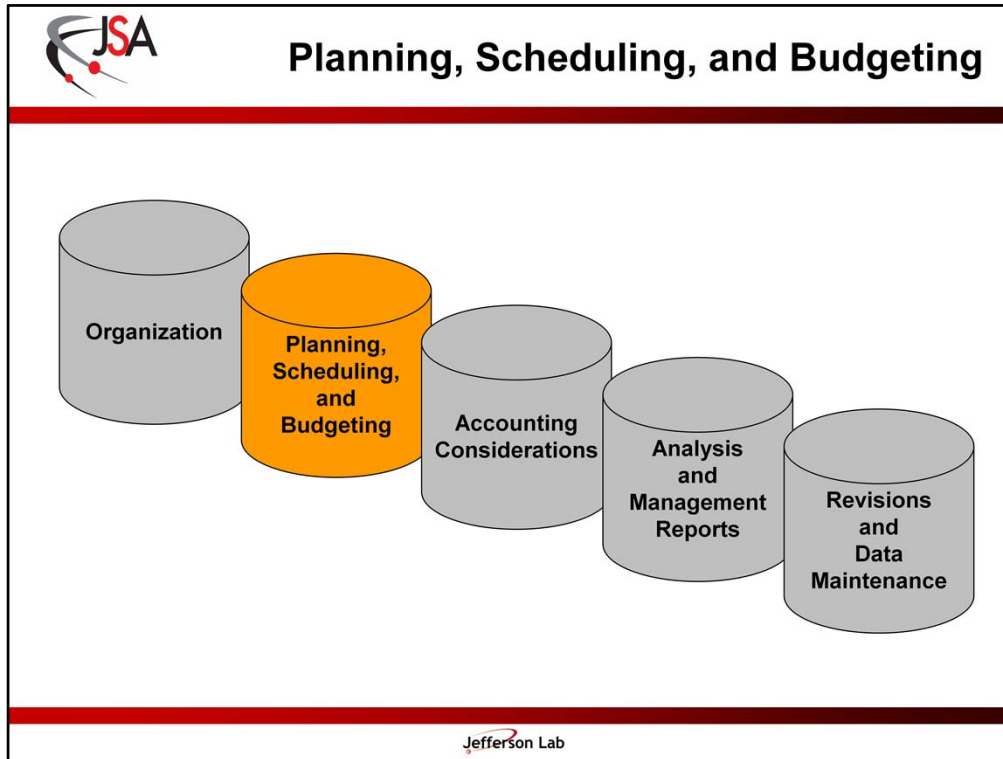 JSA
Planning, Scheduling, and Budgeting
Organization
Planning,
Scheduling,
and
Budgeting
Accounting
Considerations
Analysis
and
Management
Reports
Revisions
and
Data
Maintenance
Jefferson Lab